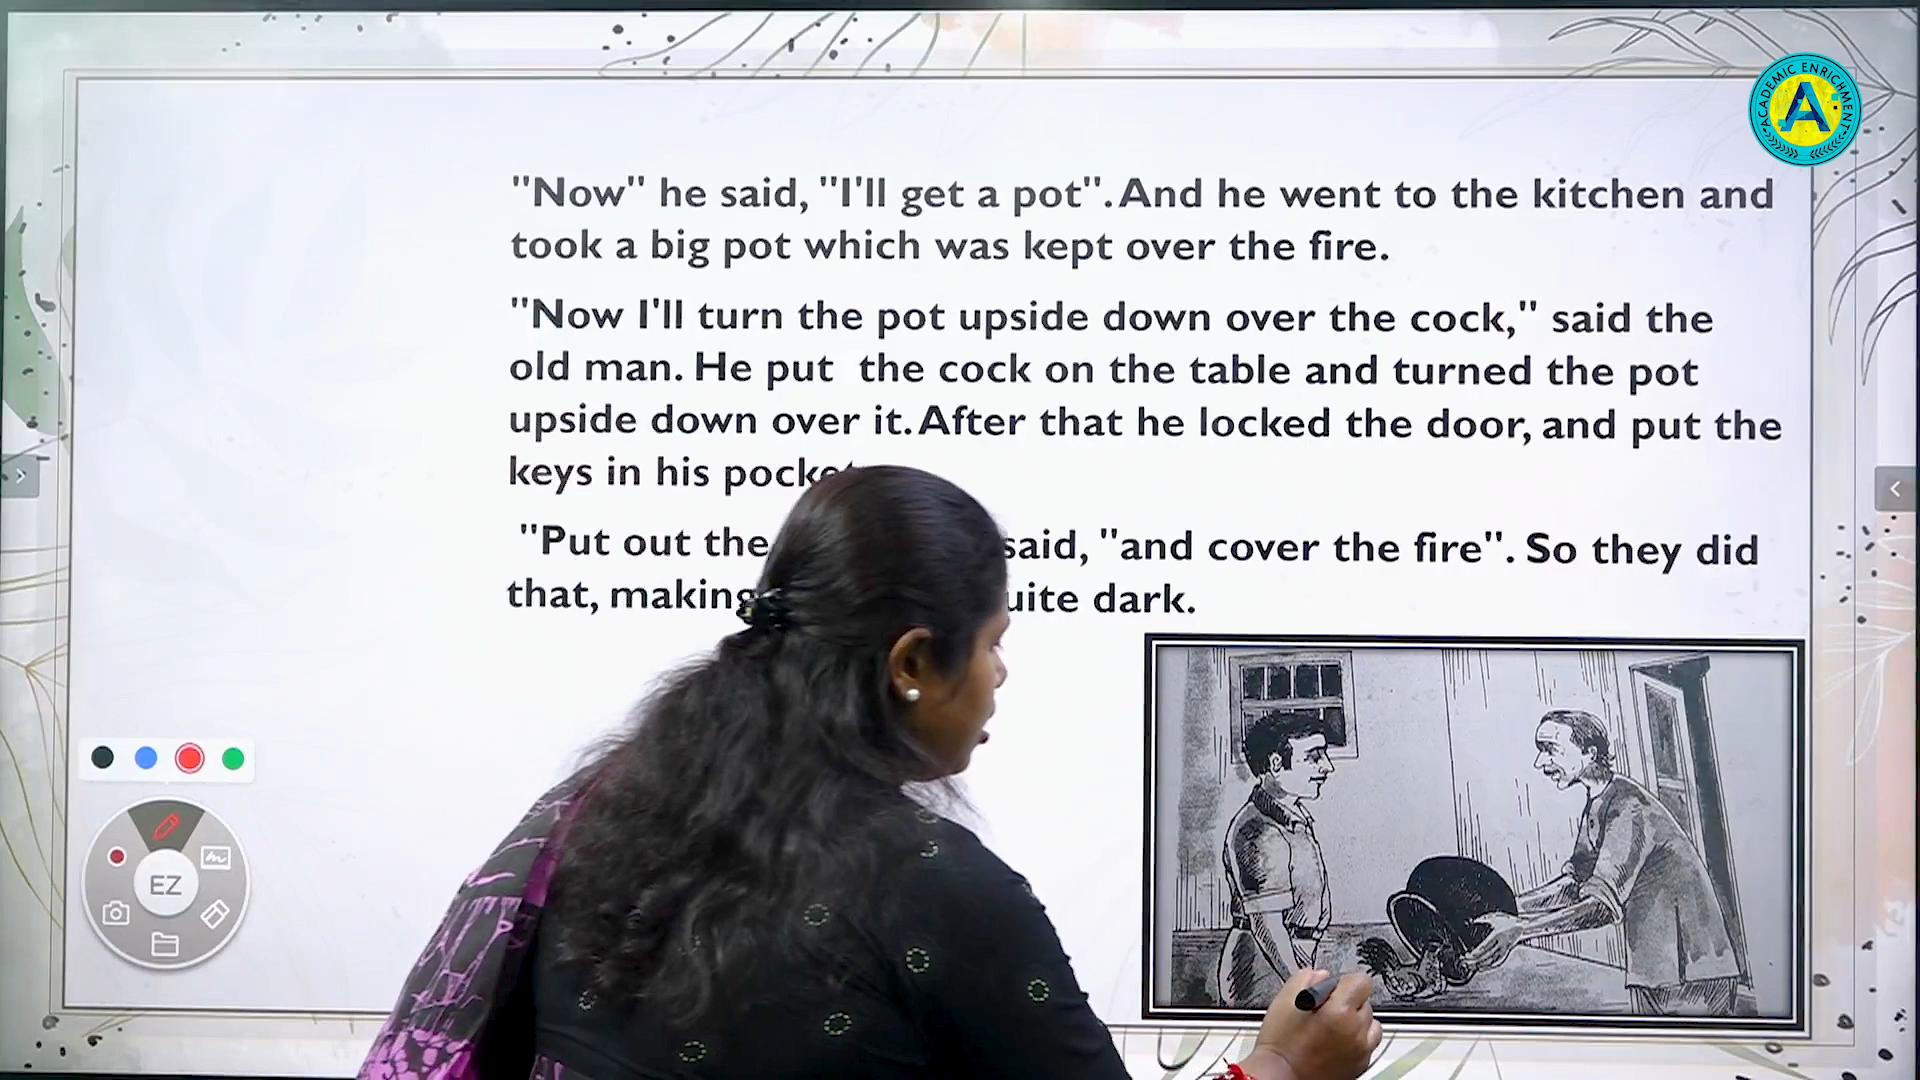 "Now" he said, "I'll get a pot". And he went to the kitchen and
took a big pot which was kept over the fire.
"Now I'll turn the pot upside down over the cock," said the
old man. He put the cock on the table and turned the pot
upside down over it. After that he locked the door, and put the
keys in his
"Put out the said, "and cover the fire". So they did
that, making dark.
ACADEMIC ENRICHMENT
A
EZ